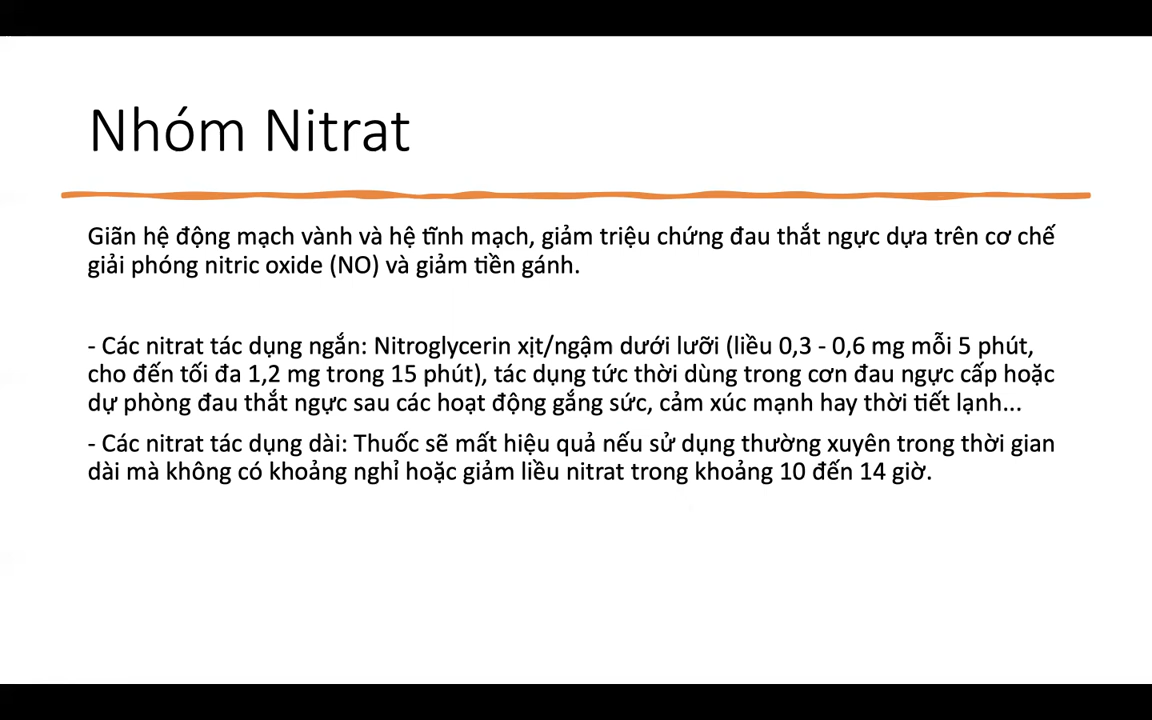 Nhóm Nitrat
Giãn hệ động mạch vành và hệ tĩnh mạch, giảm triệu chứng đau thắt ngực dựa trên cơ chế
giải phóng nitric oxide (NO) và giảm tiền gánh.
- Các nitrat tác dụng ngắn: Nitroglycerin xịt/ngậm dưới lưỡi (liều 0,3 - 0,6 mg mỗi 5 phút,
cho đến tối đa 1,2 mg trong 15 phút), tác dụng tức thời dùng trong cơn đau ngực cấp hoặc
dự phòng đau thắt ngực sau các hoạt động gắng sức, cảm xúc mạnh hay thời tiết lạnh...
- Các nitrat tác dụng dài: Thuốc sẽ mất hiệu quả nếu sử dụng thường xuyên trong thời gian
dài mà không có khoảng nghỉ hoặc giảm liều nitrat trong khoảng 10 đến 14 giờ.